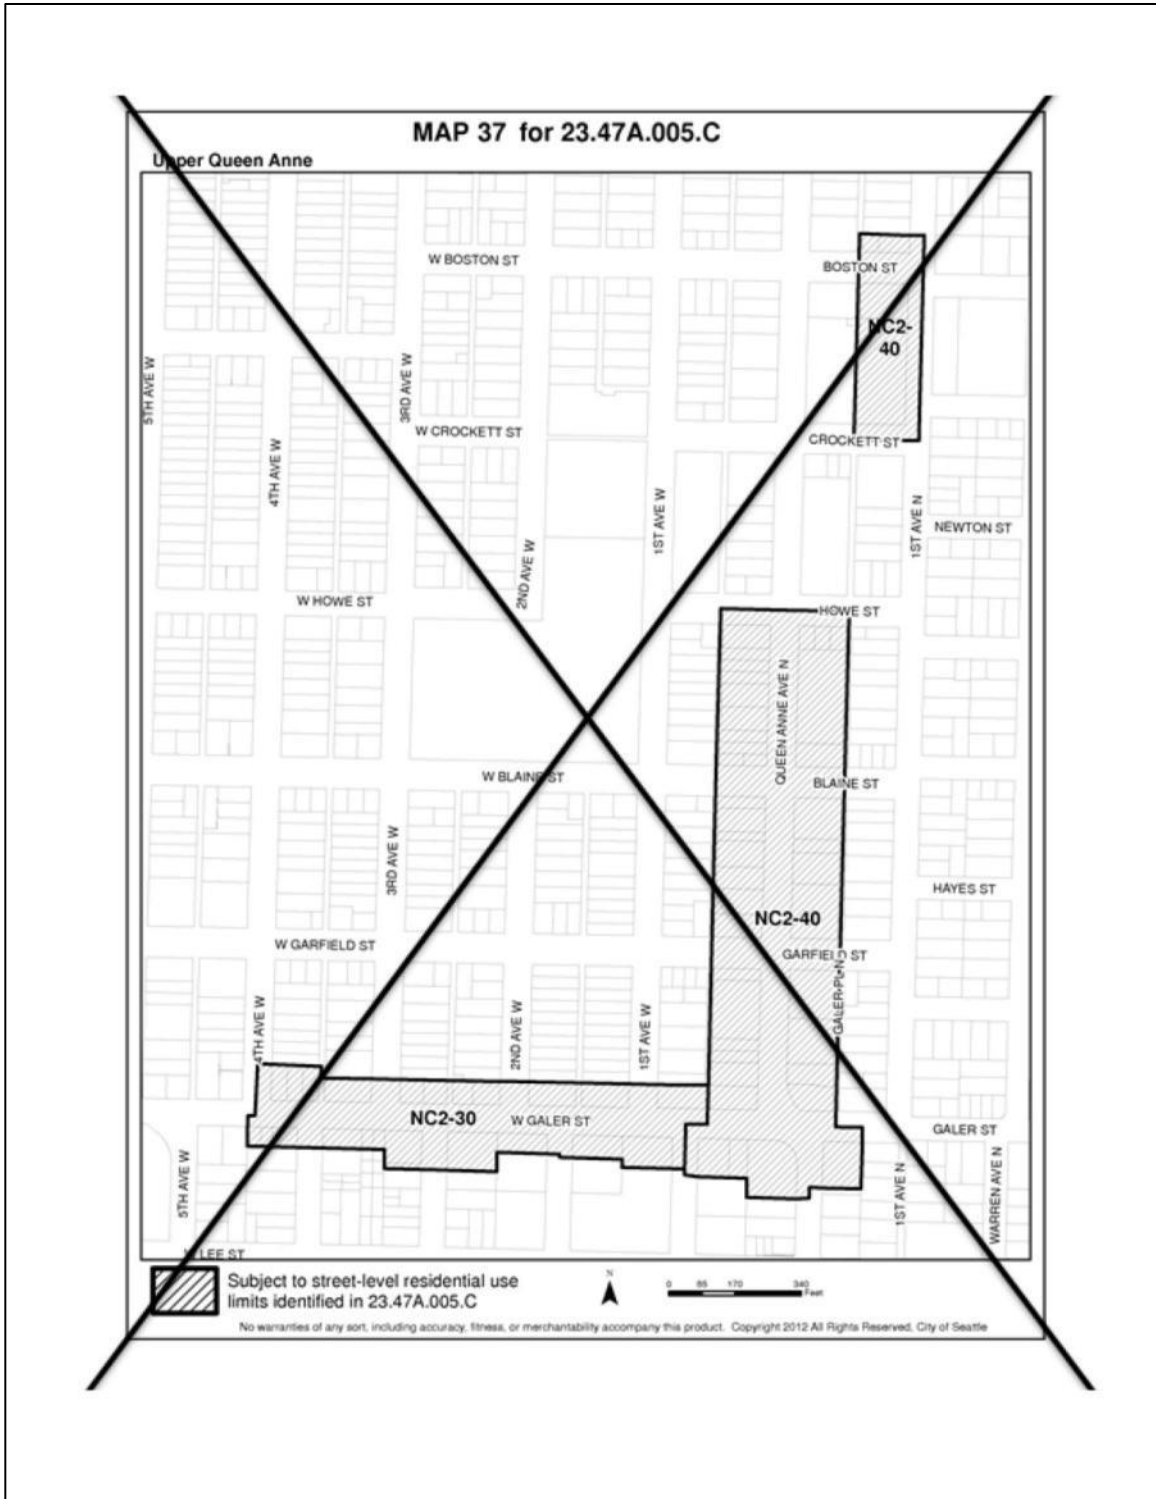 MAP 37 for 23.47A.005.C
Upper Queen Anne
W BOSTON ST
BOSTON ST
NC2-
40
5TH AVE W
3RD AVE W
W CROCKETT ST
CROCKETT ST
4TH AVE W
1ST AVE W
1ST AVE N
NEWTON ST
2ND AVE W
W HOWE ST
HOWE ST
QUEEN ANNE AVE N
W BLAINE ST
BLAINE ST
3RD AVE W
HAYES ST
NC2-40
W GARFIELD ST
GARFIELD ST
GALER PL N
4TH AVE W
2ND AVE W
1ST AVE W
NC2-30
W GALER ST
GALER ST
5TH AVE W
1ST AVE N
WARREN AVE N
W LEE ST
Subject to street-level residential use
limits identified in 23.47A.005.C
N
0 85 170 340
Feet
No warranties of any sort, including accuracy, fitness, or merchantability accompany this product. Copyright 2012 All Rights Reserved, City of Seattle